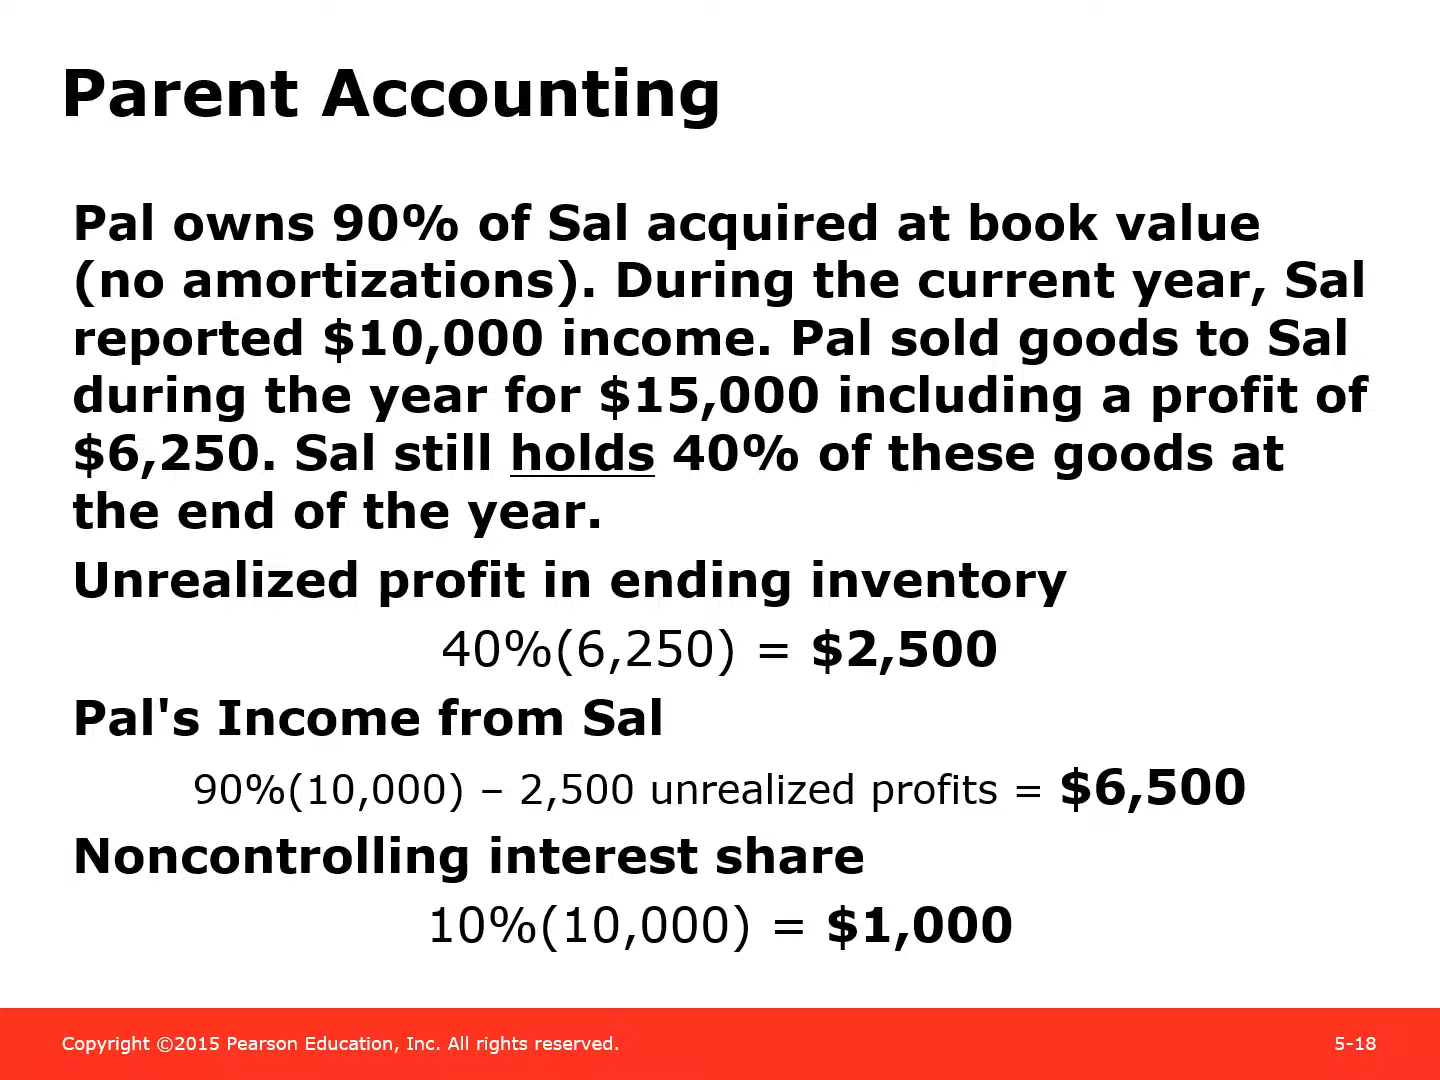 Parent Accounting
Pal owns 90% of Sal acquired at book value
(no amortizations). During the current year, Sal
reported $10,000 income. Pal sold goods to Sal
during the year for $15,000 including a profit of
$6,250. Sal still holds 40% of these goods at
the end of the year.
Unrealized profit in ending inventory
40%(6,250) = $2,500
Pal's Income from Sal
90%(10,000) – 2,500 unrealized profits = $6,500
Noncontrolling interest share
10%(10,000) = $1,000
Copyright ©2015 Pearson Education, Inc. All rights reserved.
5-18